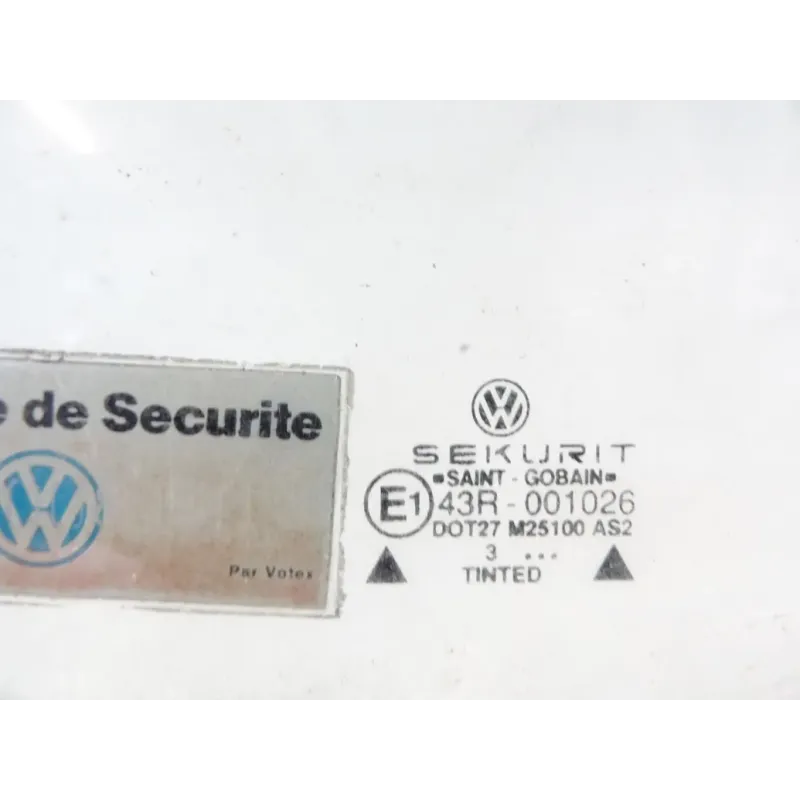 de Securite
Par Votex
SEKURIT
SAINT - GOBAIN
E1 43R - 001026
DOT27 M25100 AS2
3 ...
TINTED